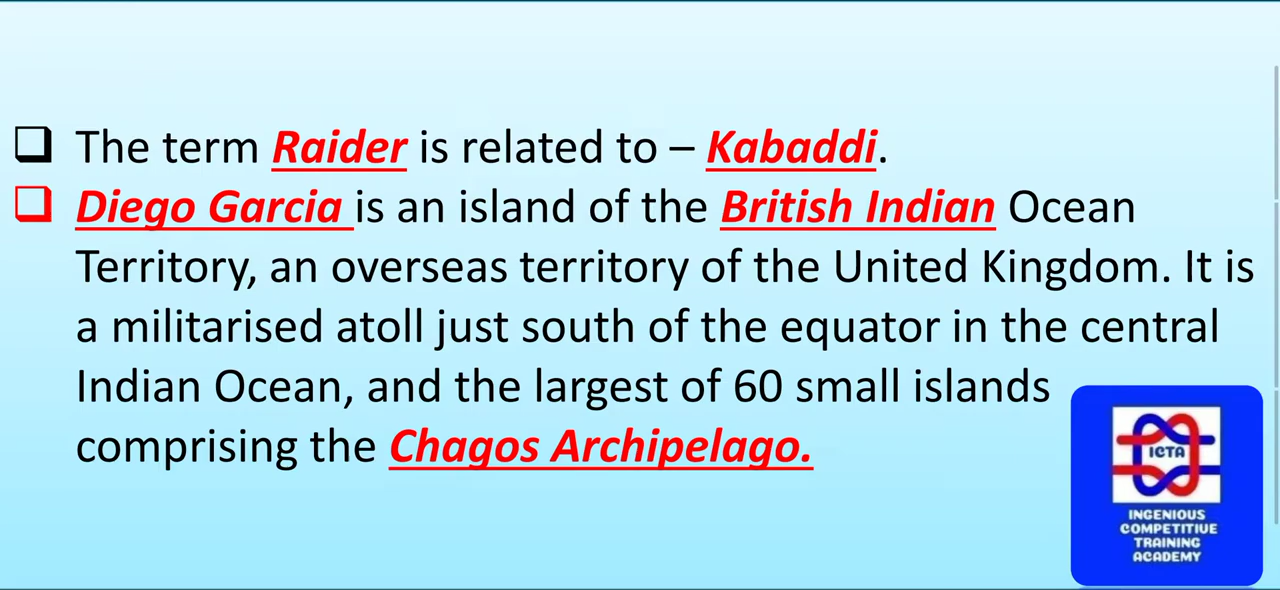 ❑ The term Raider is related to – Kabaddi.
❑ Diego Garcia is an island of the British Indian Ocean
Territory, an overseas territory of the United Kingdom. It is
a militarised atoll just south of the equator in the central
Indian Ocean, and the largest of 60 small islands
comprising the Chagos Archipelago.
ICTA
INGENIOUS
COMPETITIVE
TRAINING
ACADEMY